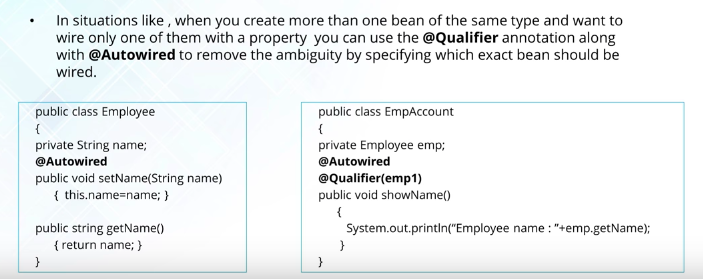 • In situations like , when you create more than one bean of the same type and want to
wire only one of them with a property you can use the @Qualifier annotation along
with @Autowired to remove the ambiguity by specifying which exact bean should be
wired.
public class Employee
{
private String name;
@Autowired
public void setName(String name)
{ this.name=name; }
public string getName()
{ return name; }
}
public class EmpAccount
{
private Employee emp;
@Autowired
@Qualifier(emp1)
public void showName()
{
System.out.println(“Employee name : ”+emp.getName);
}
}